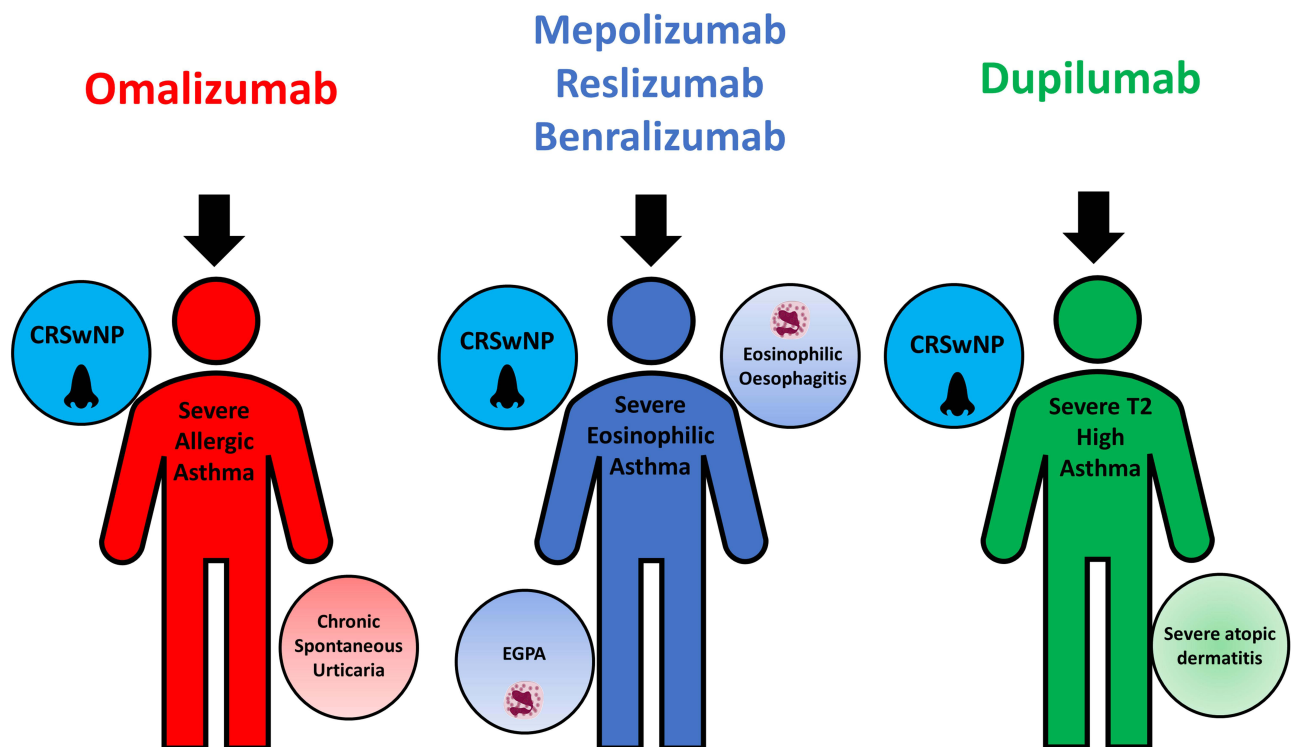 Omalizumab
Mepolizumab
Reslizumab
Benralizumab
Dupilumab
CRSwNP
Severe
Allergic
Asthma
Chronic
Spontaneous
Urticaria
CRSwNP
Eosinophilic
Oesophagitis
Severe
Eosinophilic
Asthma
EGPA
CRSwNP
Severe T2
High
Asthma
Severe atopic
dermatitis